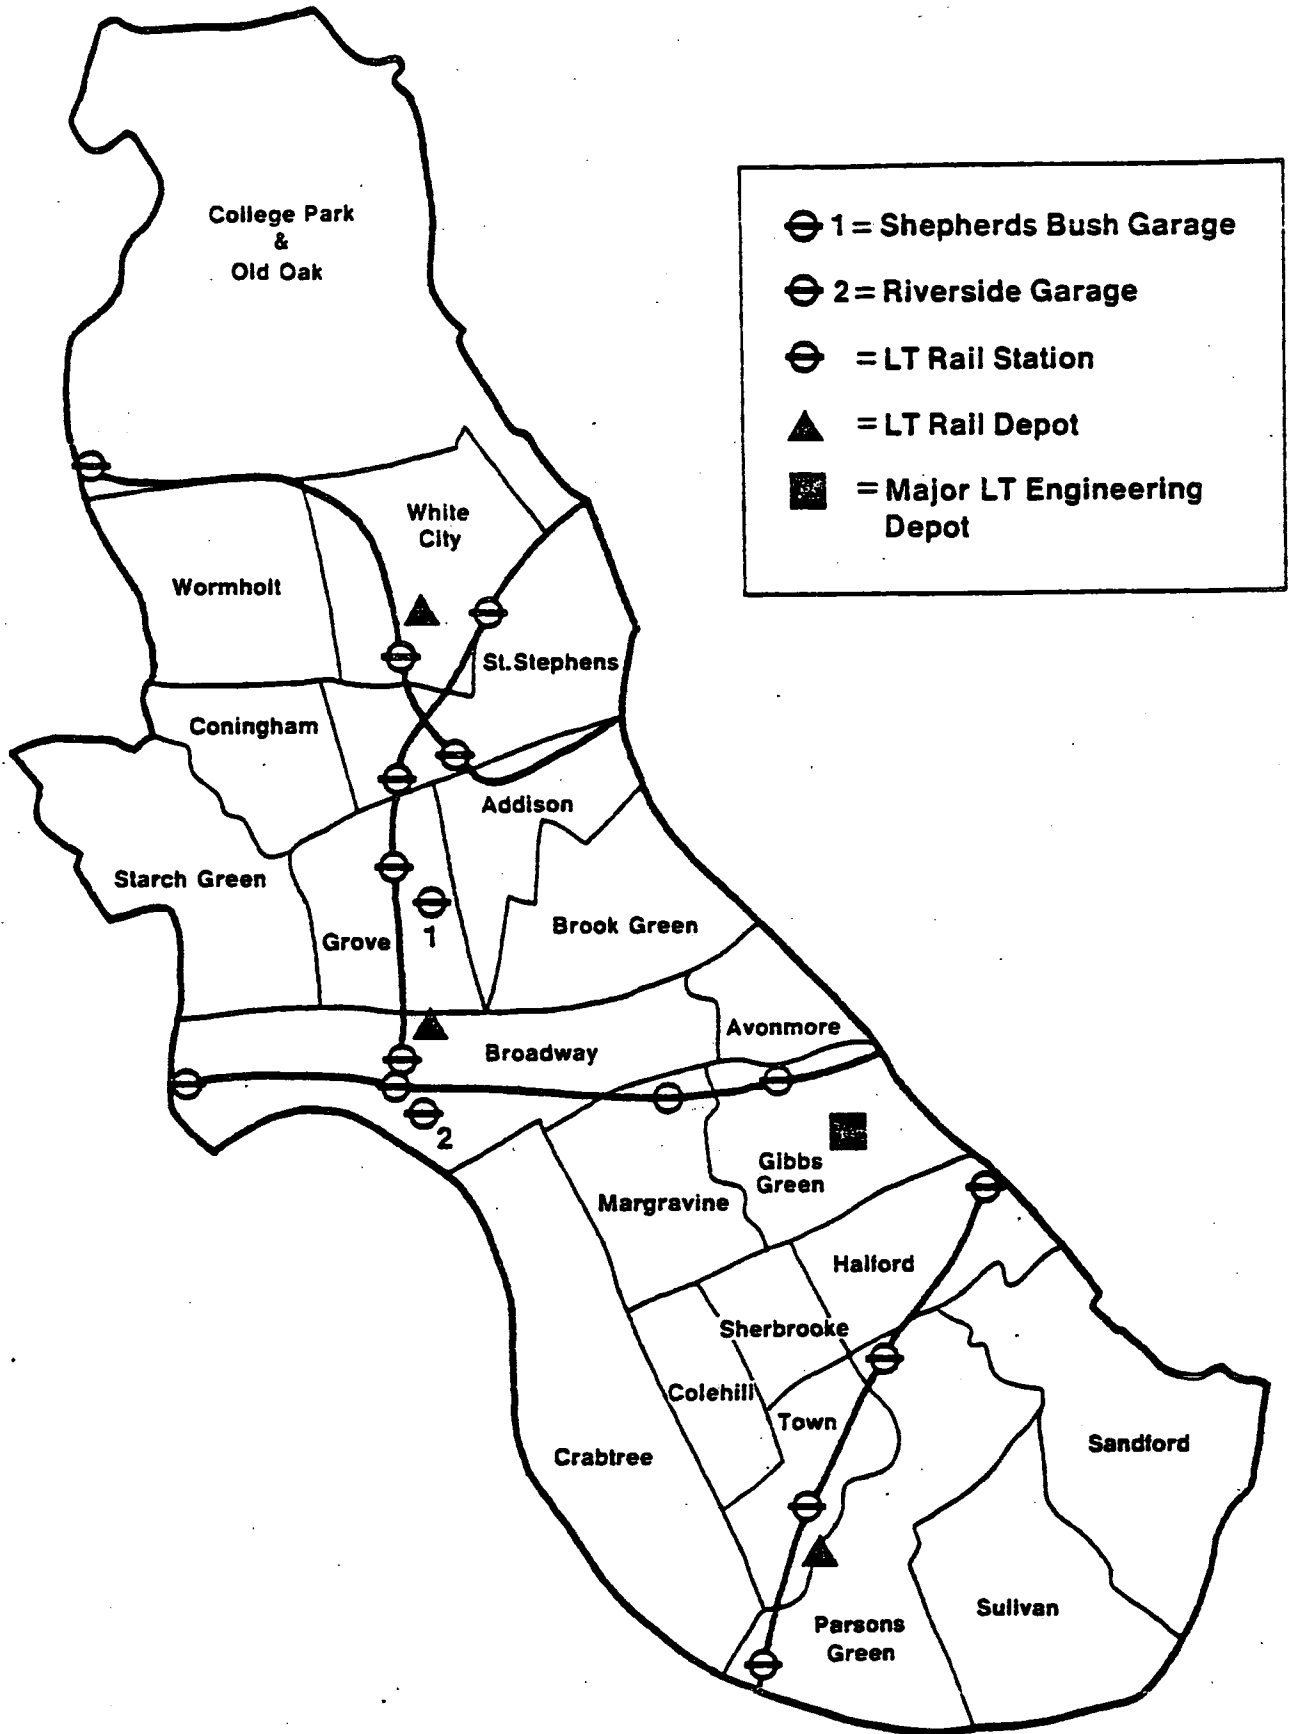 College Park
&
Old Oak
1 = Shepherds Bush Garage
2 = Riverside Garage
= LT Rail Station
= LT Rail Depot
= Major LT Engineering
Depot
White
City
Wormholt
St.Stephens
Coningham
Addison
Starch Green
Grove
1
Brook Green
Avonmore
Broadway
2
Gibbs
Green
Margravine
Halford
Sherbrooke
Colehill
Town
Sandford
Crabtree
Sullivan
Parsons
Green